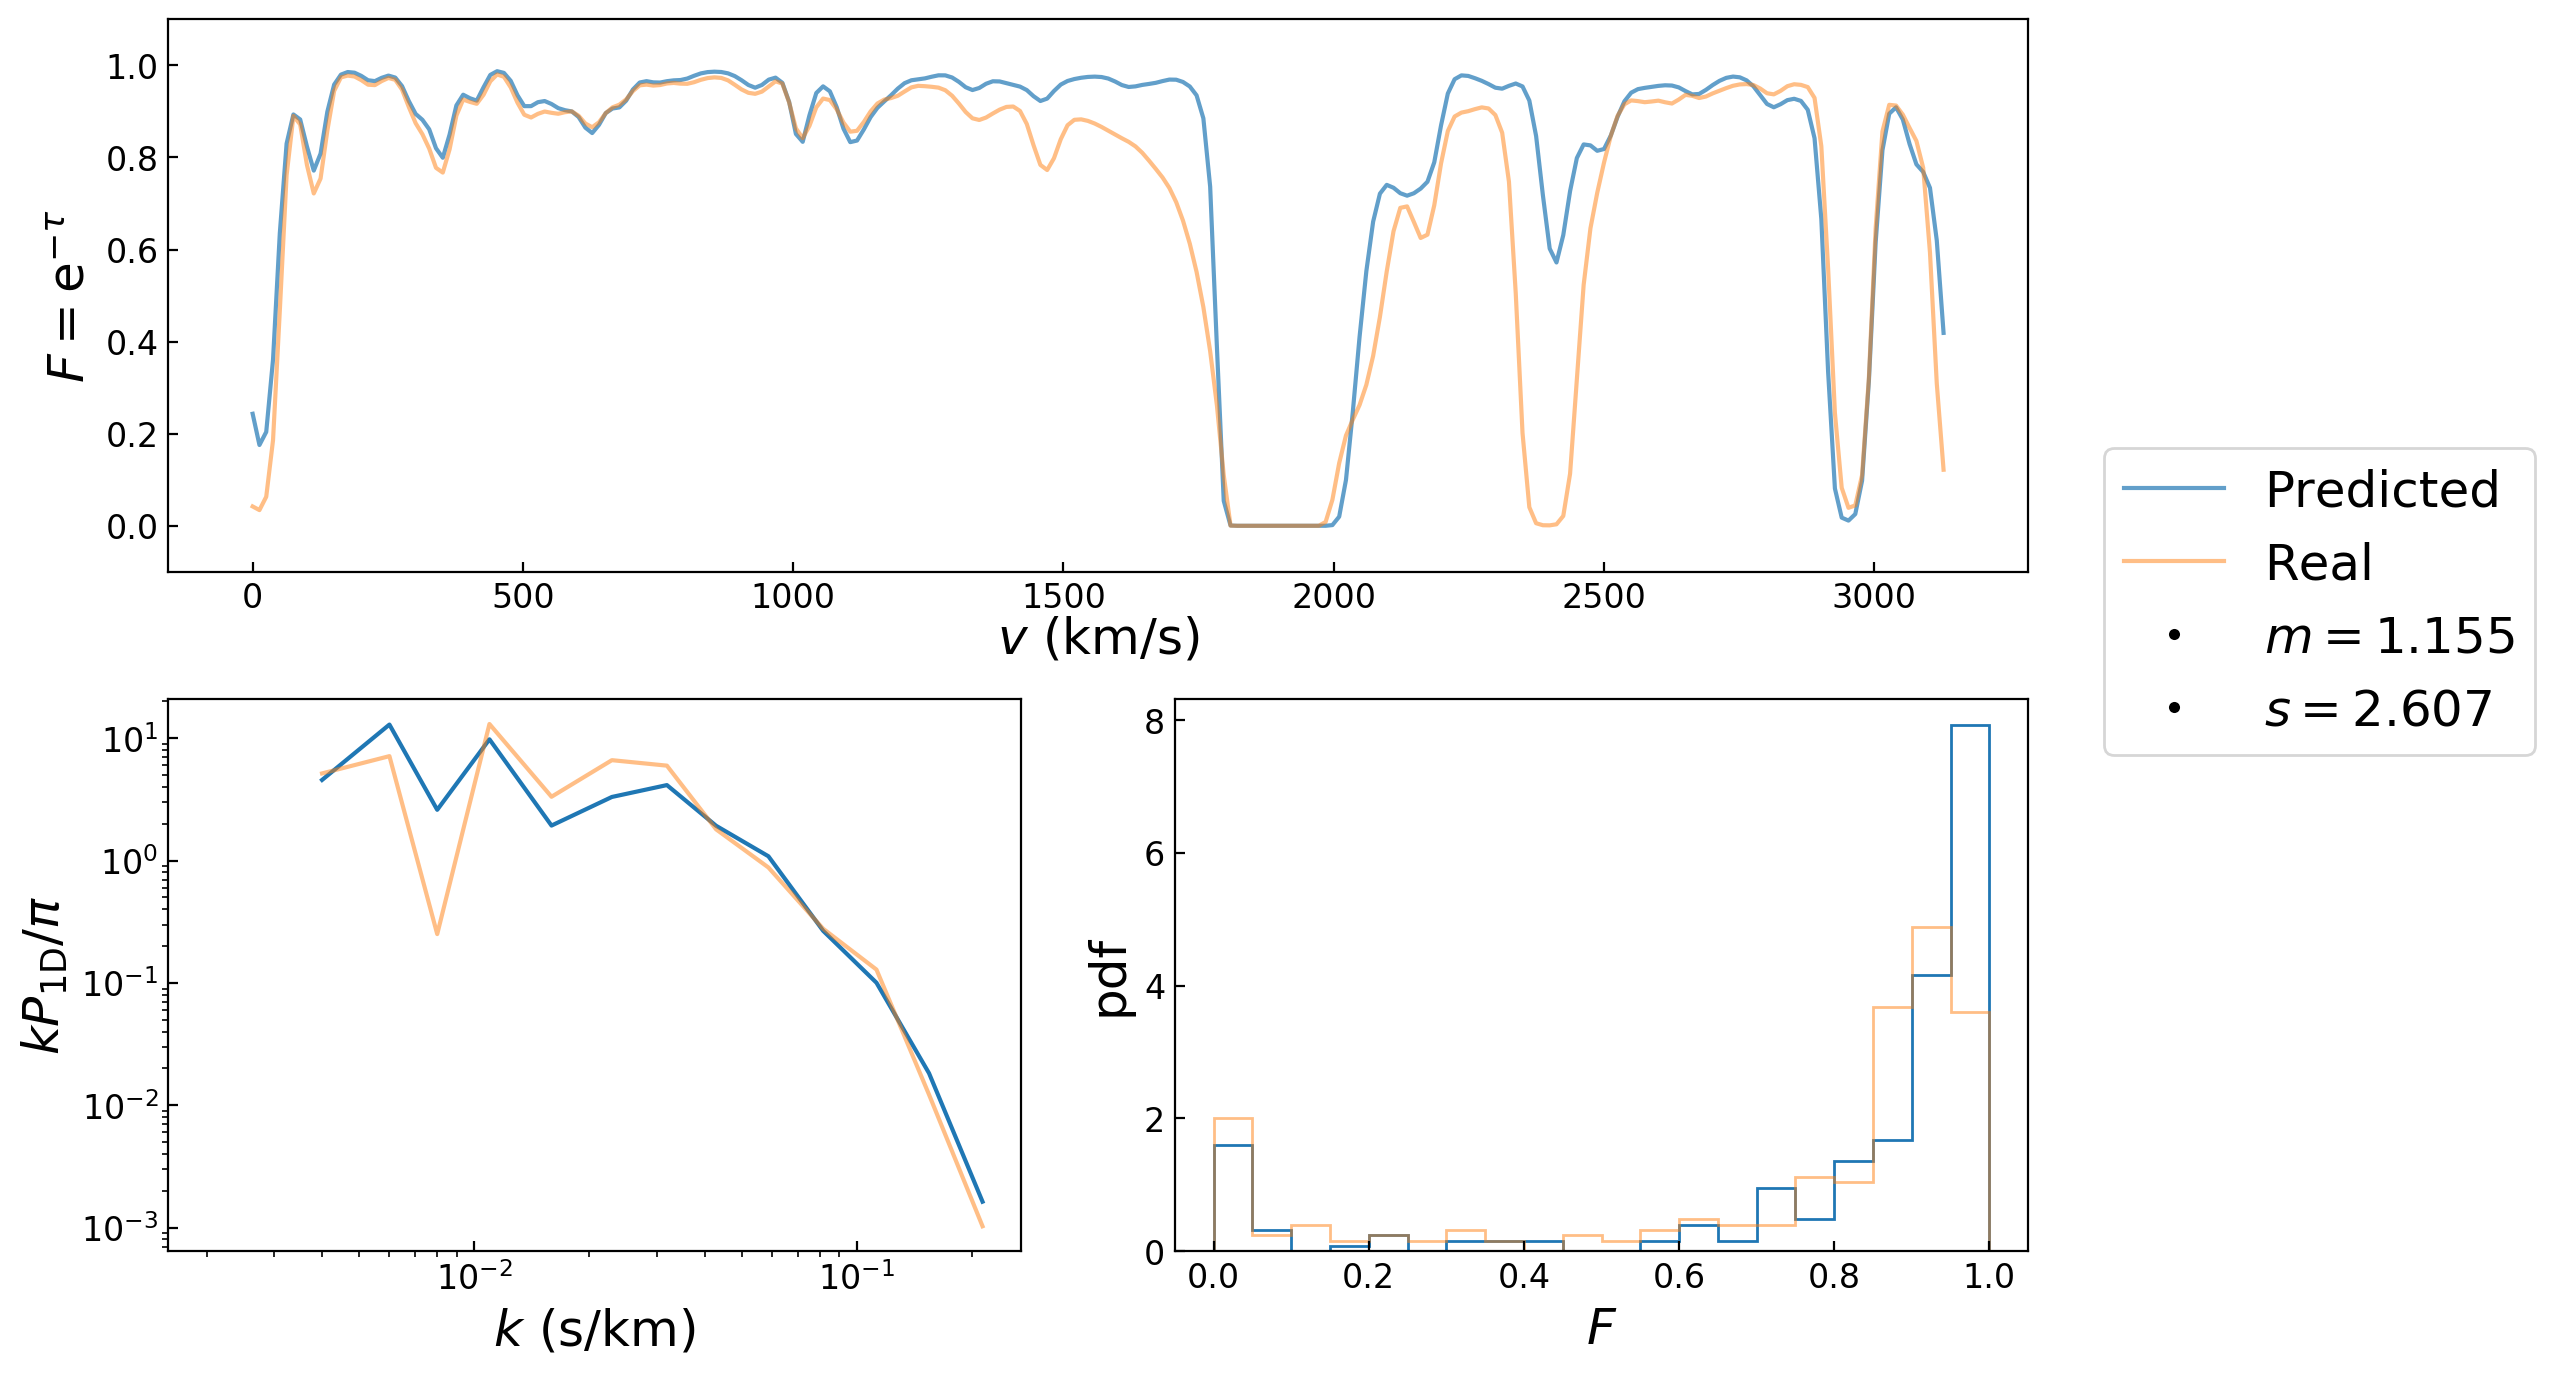 1.0
0.8
0.6
0.4
0.2
0.0
F = e^{−τ}
0 500 1000 1500 2000 2500 3000
v (km/s)
Predicted
Real
m = 1.155
s = 2.607
10^1
10^0
10^{−1}
10^{−2}
10^{−3}
kP_{1D}/π
10^{−2} 10^{−1}
k (s/km)
8
6
4
2
0
pdf
0.0 0.2 0.4 0.6 0.8 1.0
F